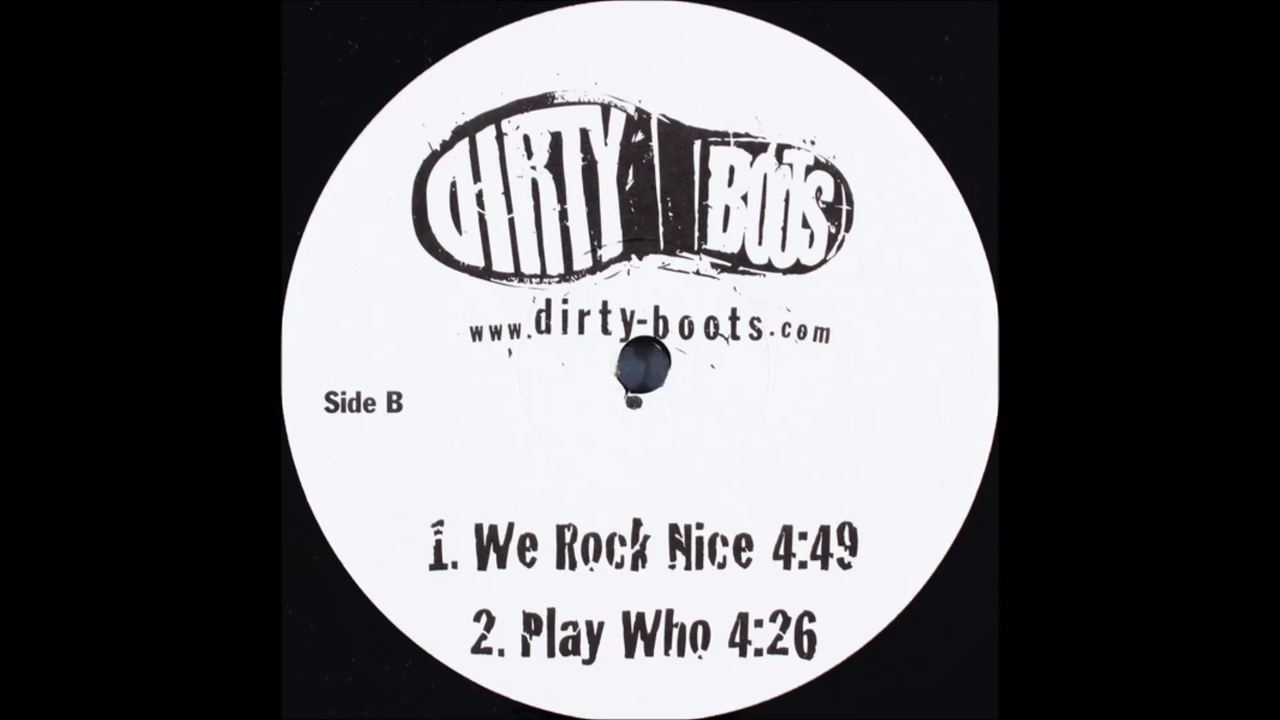 DIRTY BOOTS
www.dirty-boots.com
Side B
1. We Rock Nice 4:49
2. Play Who 4:26